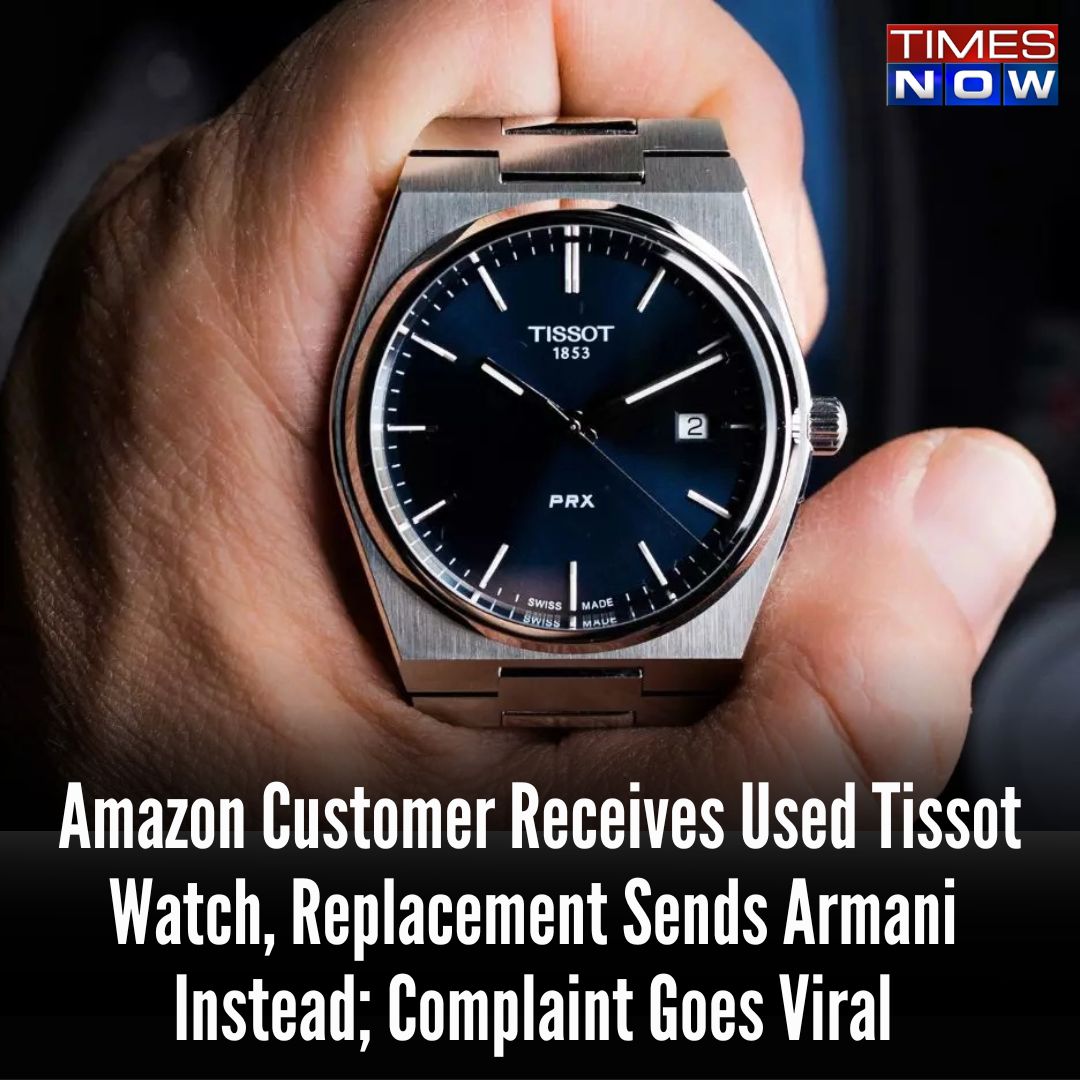 TIMES
NOW
TISSOT
1853
2
PRX
SWISS MADE
SWISS MADE
Amazon Customer Receives Used Tissot
Watch, Replacement Sends Armani
Instead; Complaint Goes Viral